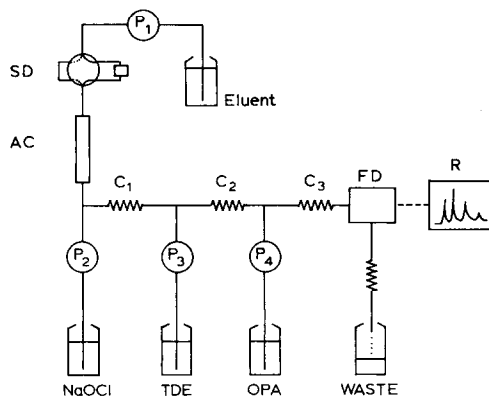 P1
SD
Eluent
AC
C1
C2
C3
FD
R
P2
P3
P4
NaOCl
TDE
OPA
WASTE